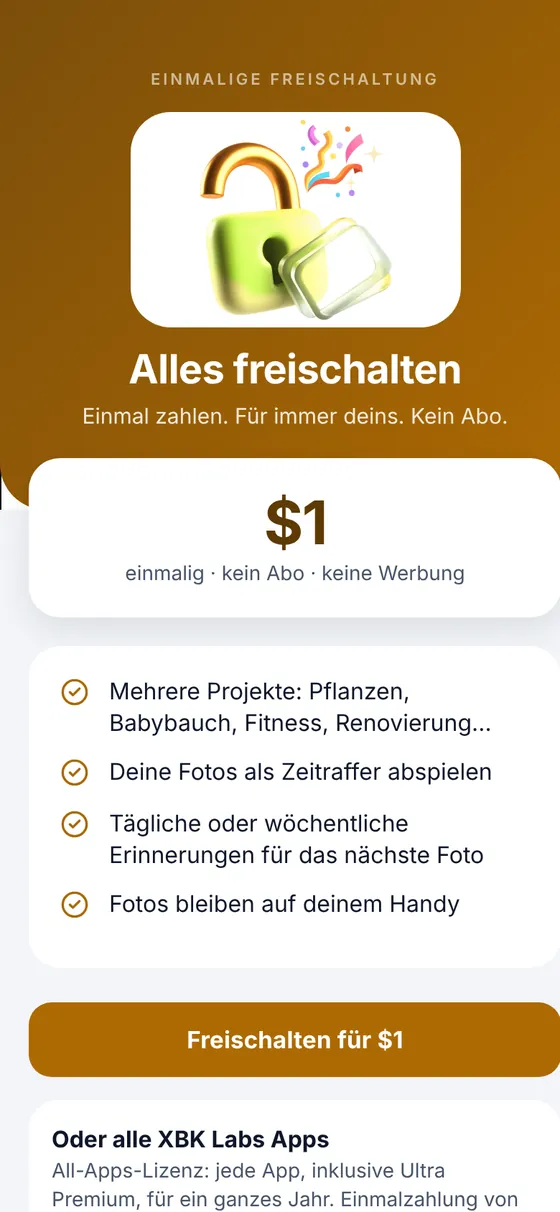 EINMALIGE FREISCHALTUNG
Alles freischalten
Einmal zahlen. Für immer deins. Kein Abo.
$1
einmalig · kein Abo · keine Werbung
Mehrere Projekte: Pflanzen,
Babybauch, Fitness, Renovierung…
Deine Fotos als Zeitraffer abspielen
Tägliche oder wöchentliche
Erinnerungen für das nächste Foto
Fotos bleiben auf deinem Handy
Freischalten für $1
Oder alle XBK Labs Apps
All-Apps-Lizenz: jede App, inklusive Ultra
Premium, für ein ganzes Jahr. Einmalzahlung von